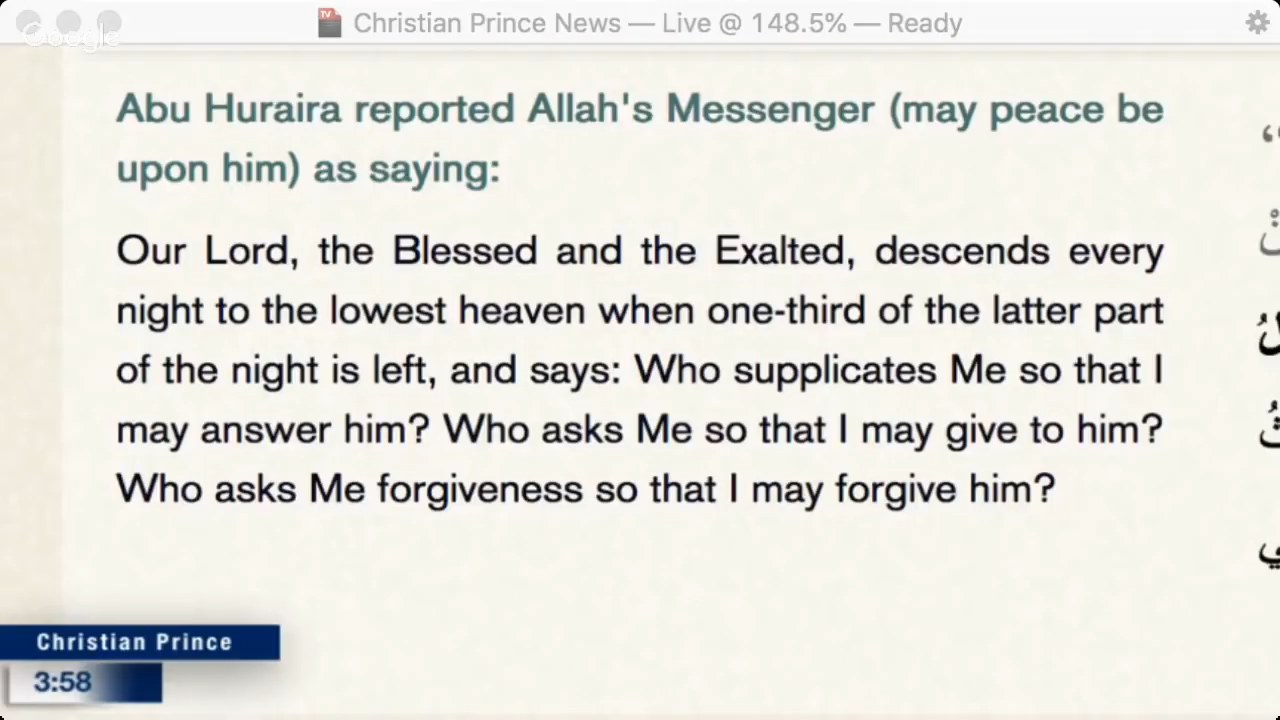 Christian Prince News — Live @ 148.5% — Ready
Google
TV
Abu Huraira reported Allah's Messenger (may peace be
upon him) as saying:
Our Lord, the Blessed and the Exalted, descends every
night to the lowest heaven when one-third of the latter part
of the night is left, and says: Who supplicates Me so that I
may answer him? Who asks Me so that I may give to him?
Who asks Me forgiveness so that I may forgive him?
Christian Prince
3:58